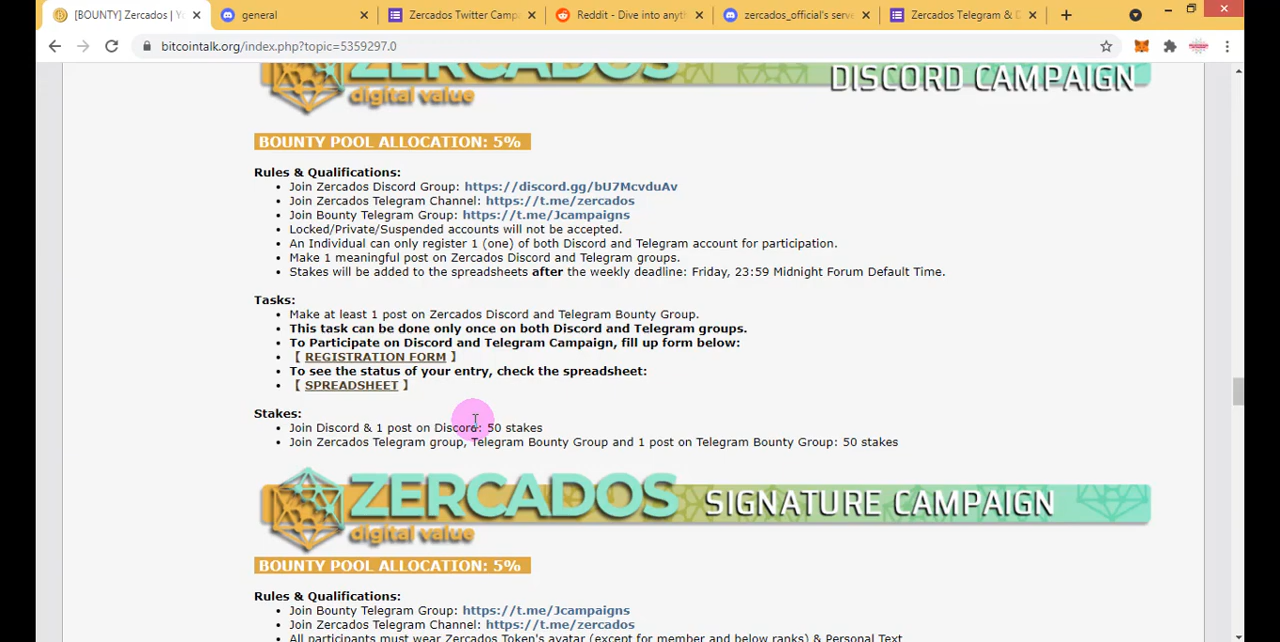 [BOUNTY] Zercados | Y
general
Zercados Twitter Camp
Reddit - Dive into anyth
zercados_official's serve
Zercados Telegram & D
bitcointalk.org/index.php?topic=5359297.0
ZERCADOS
digital value
DISCORD CAMPAIGN
BOUNTY POOL ALLOCATION: 5%
Rules & Qualifications:
• Join Zercados Discord Group: https://discord.gg/bU7McvduAv
• Join Zercados Telegram Channel: https://t.me/zercados
• Join Bounty Telegram Group: https://t.me/Jcampaigns
• Locked/Private/Suspended accounts will not be accepted.
• An Individual can only register 1 (one) of both Discord and Telegram account for participation.
• Make 1 meaningful post on Zercados Discord and Telegram groups.
• Stakes will be added to the spreadsheets after the weekly deadline: Friday, 23:59 Midnight Forum Default Time.
Tasks:
• Make at least 1 post on Zercados Discord and Telegram Bounty Group.
• This task can be done only once on both Discord and Telegram groups.
• To Participate on Discord and Telegram Campaign, fill up form below:
• 【 REGISTRATION FORM 】
• To see the status of your entry, check the spreadsheet:
• 【 SPREADSHEET 】
Stakes:
• Join Discord & 1 post on Discord: 50 stakes
• Join Zercados Telegram group, Telegram Bounty Group and 1 post on Telegram Bounty Group: 50 stakes
ZERCADOS
digital value
SIGNATURE CAMPAIGN
BOUNTY POOL ALLOCATION: 5%
Rules & Qualifications:
• Join Bounty Telegram Group: https://t.me/Jcampaigns
• Join Zercados Telegram Channel: https://t.me/zercados
• All participants must wear Zercados Token's avatar (except for member and below ranks) & Personal Text